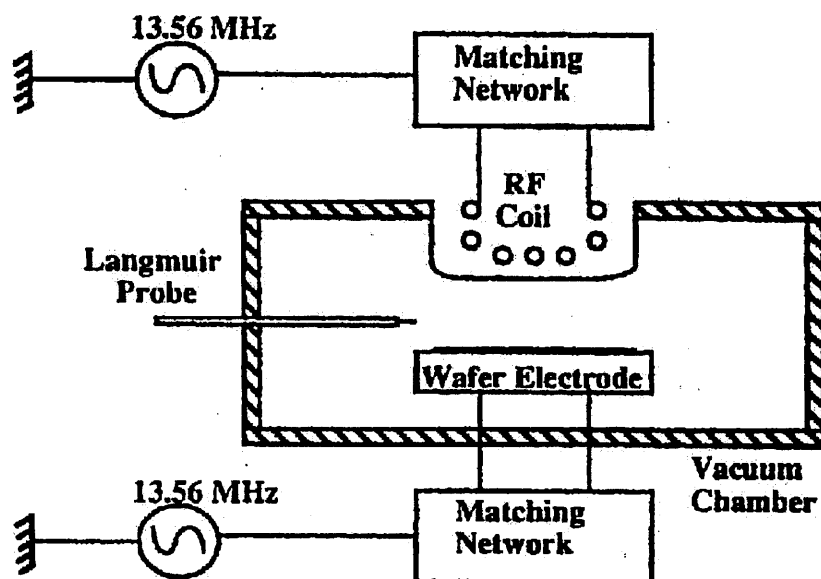 13.56 MHz
Matching
Network
RF
Coil
Langmuir
Probe
Wafer Electrode
Vacuum
Chamber
13.56 MHz
Matching
Network